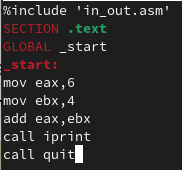 %include 'in_out.asm'
SECTION .text
GLOBAL _start
_start:
mov eax,6
mov ebx,4
add eax,ebx
call iprint
call quit